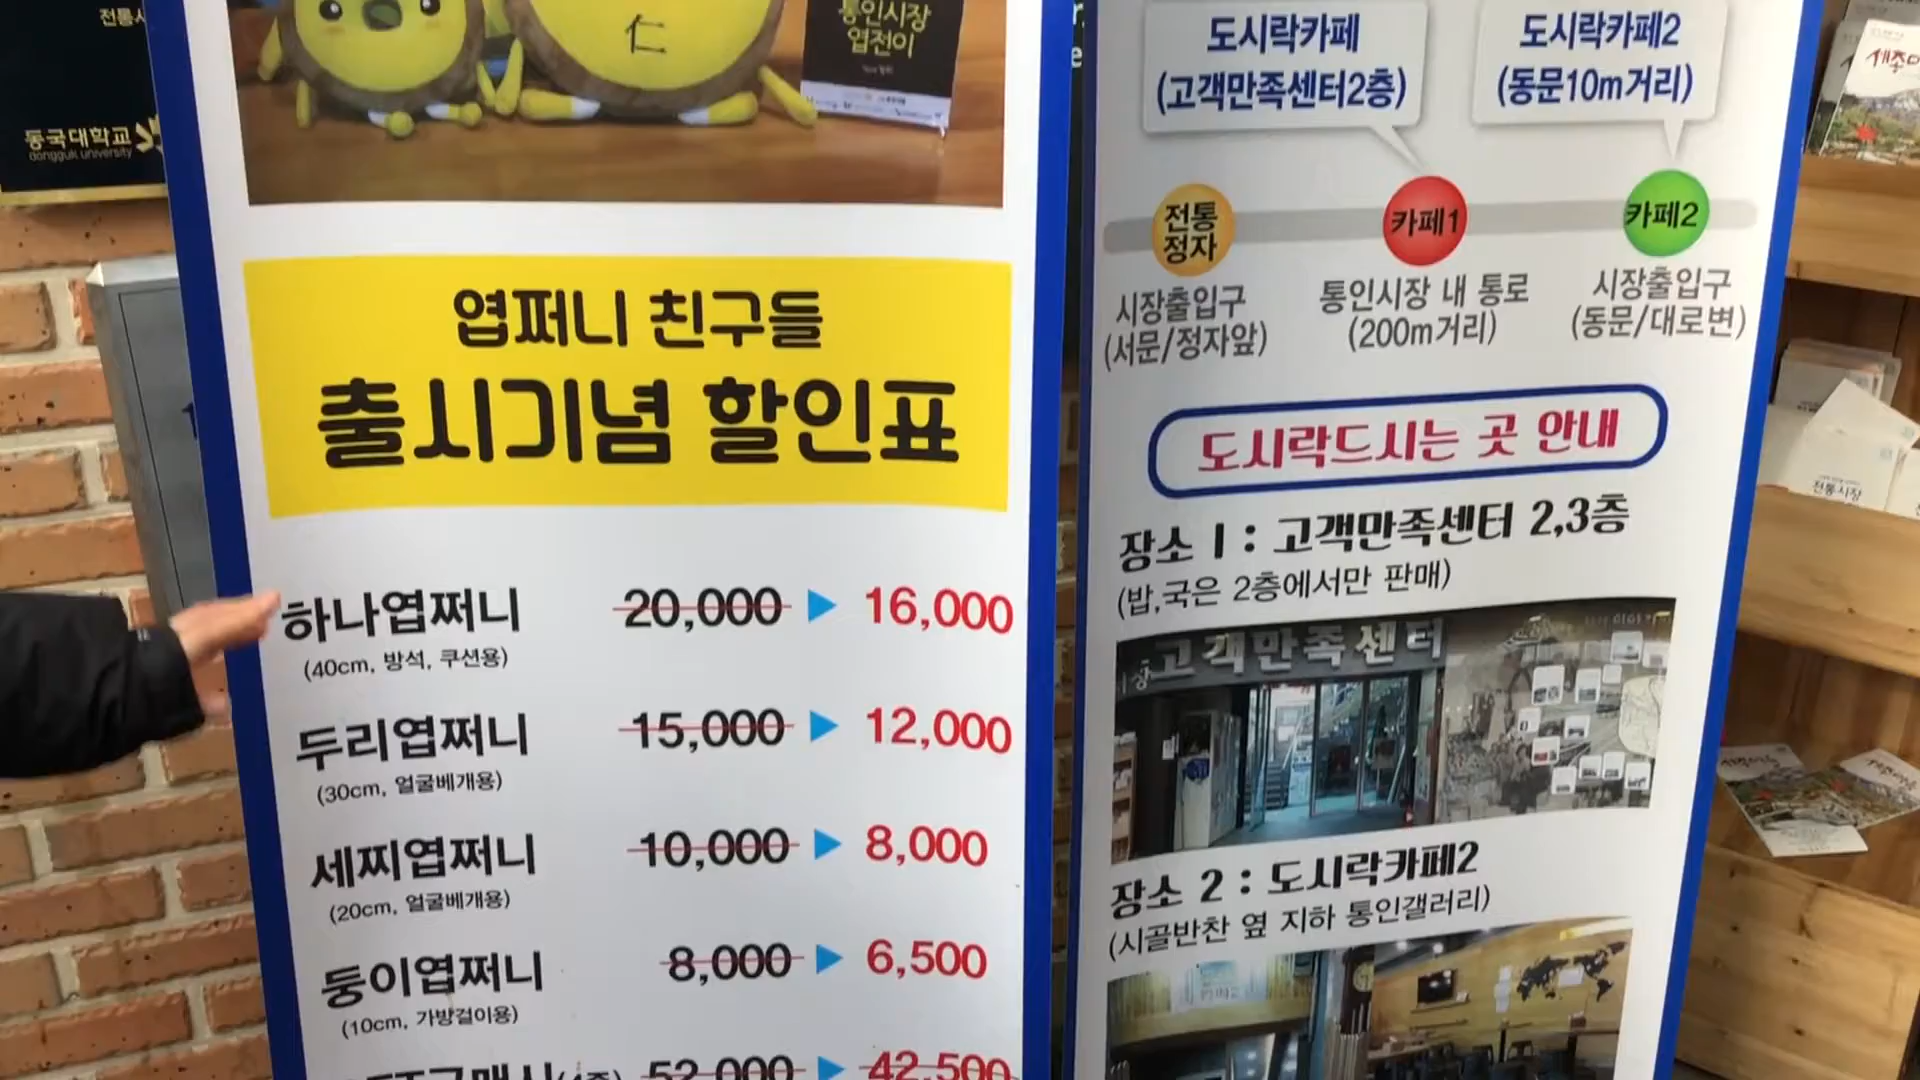 전통시
동국대학교
dongguk university
仁
통인시장
엽전이
엽쩌니 친구들
출시기념 할인표
하나엽쩌니 20,000 ▶ 16,000
(40cm, 방석, 쿠션용)
두리엽쩌니 15,000 ▶ 12,000
(30cm, 얼굴베개용)
세찌엽쩌니 10,000 ▶ 8,000
(20cm, 얼굴베개용)
둥이엽쩌니 8,000 ▶ 6,500
(10cm, 가방걸이용)
52,000 ▶ 42,500
도시락카페
(고객만족센터2층)
도시락카페2
(동문10m거리)
전통
정자
카페1
카페2
시장출입구
(서문/정자앞)
통인시장 내 통로
(200m거리)
시장출입구
(동문/대로변)
도시락드시는 곳 안내
장소 1 : 고객만족센터 2,3층
(밥,국은 2층에서만 판매)
고객만족센터
장소 2 : 도시락카페2
(시골반찬 옆 지하 통인갤러리)
전통시장